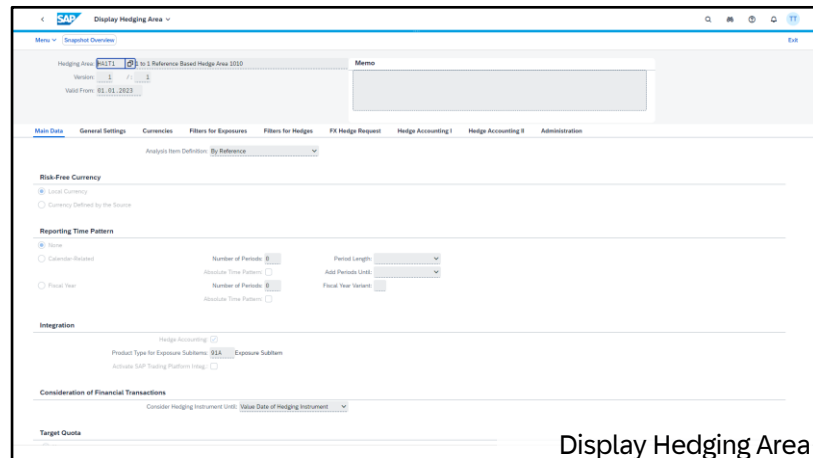 SAP Display Hedging Area TT
Menu Snapshot Overview Exit
Hedging Area: HA1T1 1 to 1 Reference Based Hedge Area 1010 Memo
Version: 1 / : 1
Valid From: 01.01.2023
Main Data General Settings Currencies Filters for Exposures Filters for Hedges FX Hedge Request Hedge Accounting I Hedge Accounting II Administration
Analysis Item Definition: By Reference
Risk-Free Currency
Local Currency
Currency Defined by the Source
Reporting Time Pattern
None
Calendar-Related Number of Periods: 0 Period Length:
Absolute Time Pattern: Add Periods Until:
Fiscal Year Number of Periods: 0 Fiscal Year Variant:
Absolute Time Pattern:
Integration
Hedge Accounting:
Product Type for Exposure Subitems: 91A Exposure SubItem
Activate SAP Trading Platform Integ.:
Consideration of Financial Transactions
Consider Hedging Instrument Until: Value Date of Hedging Instrument
Target Quota
Display Hedging Area